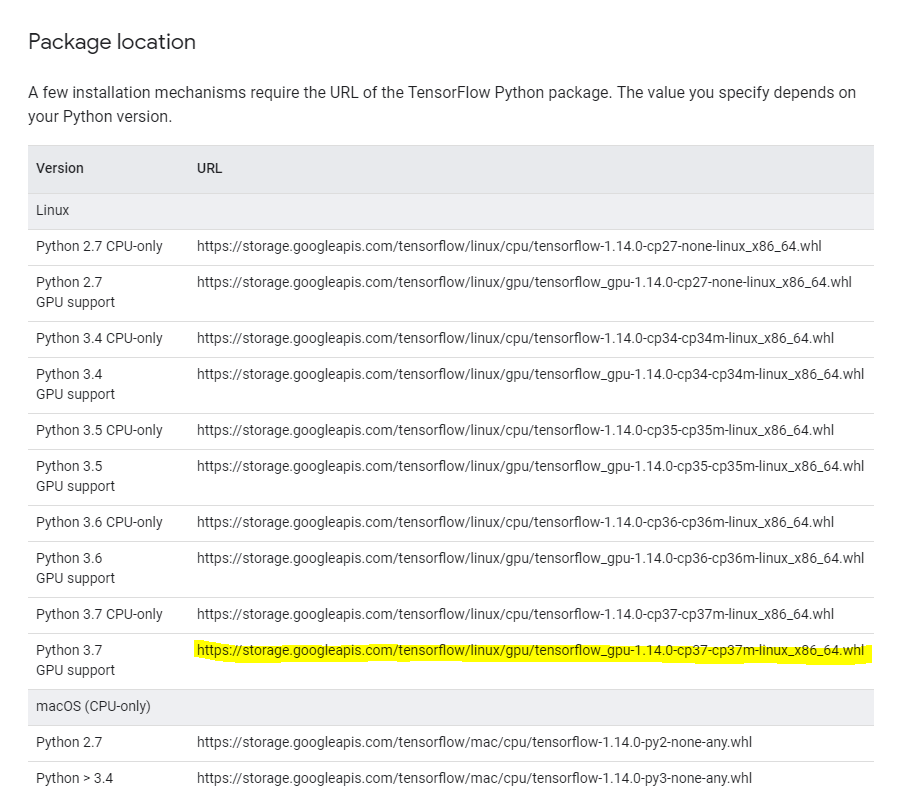 Package location
A few installation mechanisms require the URL of the TensorFlow Python package. The value you specify depends on
your Python version.
Version URL
Linux
Python 2.7 CPU-only https://storage.googleapis.com/tensorflow/linux/cpu/tensorflow-1.14.0-cp27-none-linux_x86_64.whl
Python 2.7 https://storage.googleapis.com/tensorflow/linux/gpu/tensorflow_gpu-1.14.0-cp27-none-linux_x86_64.whl
GPU support
Python 3.4 CPU-only https://storage.googleapis.com/tensorflow/linux/cpu/tensorflow-1.14.0-cp34-cp34m-linux_x86_64.whl
Python 3.4 https://storage.googleapis.com/tensorflow/linux/gpu/tensorflow_gpu-1.14.0-cp34-cp34m-linux_x86_64.whl
GPU support
Python 3.5 CPU-only https://storage.googleapis.com/tensorflow/linux/cpu/tensorflow-1.14.0-cp35-cp35m-linux_x86_64.whl
Python 3.5 https://storage.googleapis.com/tensorflow/linux/gpu/tensorflow_gpu-1.14.0-cp35-cp35m-linux_x86_64.whl
GPU support
Python 3.6 CPU-only https://storage.googleapis.com/tensorflow/linux/cpu/tensorflow-1.14.0-cp36-cp36m-linux_x86_64.whl
Python 3.6 https://storage.googleapis.com/tensorflow/linux/gpu/tensorflow_gpu-1.14.0-cp36-cp36m-linux_x86_64.whl
GPU support
Python 3.7 CPU-only https://storage.googleapis.com/tensorflow/linux/cpu/tensorflow-1.14.0-cp37-cp37m-linux_x86_64.whl
Python 3.7 https://storage.googleapis.com/tensorflow/linux/gpu/tensorflow_gpu-1.14.0-cp37-cp37m-linux_x86_64.whl
GPU support
macOS (CPU-only)
Python 2.7 https://storage.googleapis.com/tensorflow/mac/cpu/tensorflow-1.14.0-py2-none-any.whl
Python > 3.4 https://storage.googleapis.com/tensorflow/mac/cpu/tensorflow-1.14.0-py3-none-any.whl